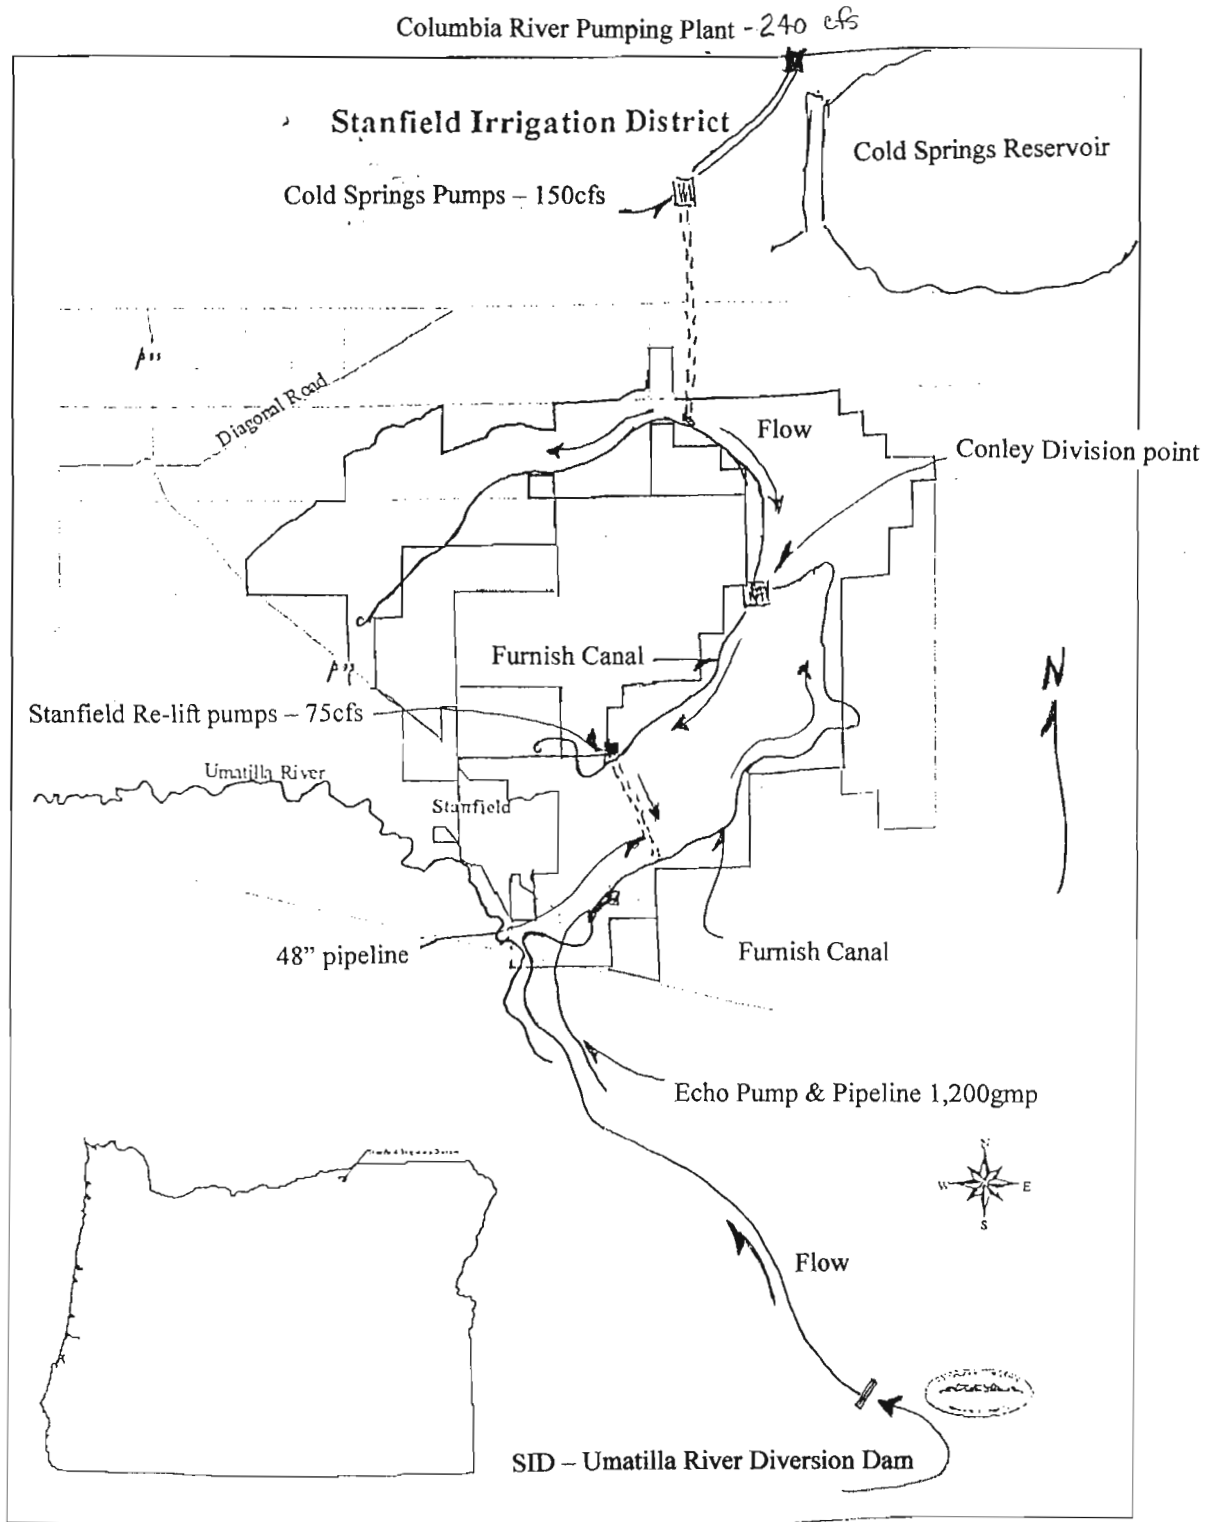 Columbia River Pumping Plant - 240 cfs
Stanfield Irrigation District
Cold Springs Reservoir
Cold Springs Pumps – 150cfs
Diagonal Road
Flow
Conley Division point
Furnish Canal
N
Stanfield Re-lift pumps – 75cfs
Umatilla River
Stanfield
48” pipeline
Furnish Canal
Echo Pump & Pipeline 1,200gmp
N
W E
S
Flow
SID – Umatilla River Diversion Dam